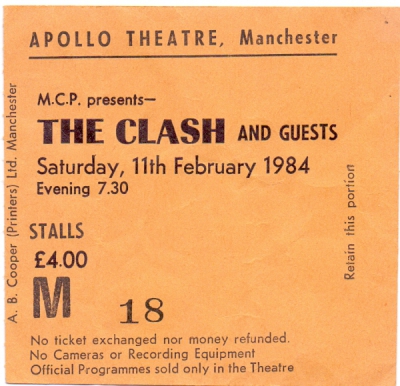 APOLLO THEATRE, Manchester
M.C.P. presents—
THE CLASH AND GUESTS
Saturday, 11th February 1984
Evening 7.30
STALLS
£4.00
M 18
No ticket exchanged nor money refunded.
No Cameras or Recording Equipment
Official Programmes sold only in the Theatre
A. B. Cooper (Printers) Ltd. Manchester
Retain this portion